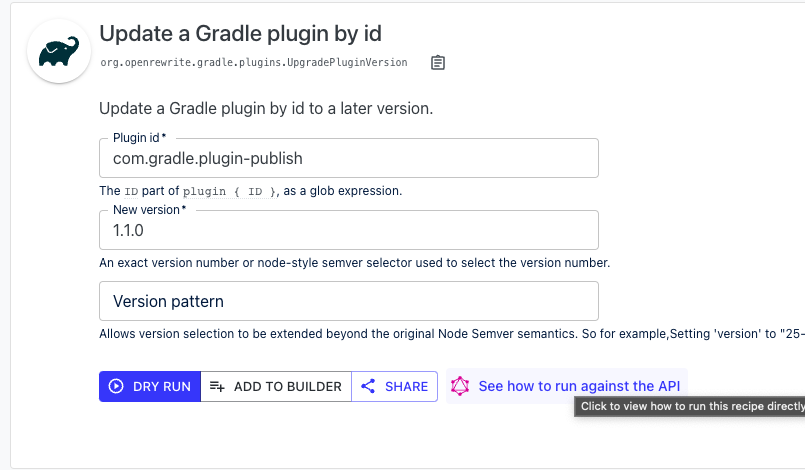 Update a Gradle plugin by id
org.openrewrite.gradle.plugins.UpgradePluginVersion
Update a Gradle plugin by id to a later version.
Plugin id*
com.gradle.plugin-publish
The ID part of plugin { ID }, as a glob expression.
New version*
1.1.0
An exact version number or node-style semver selector used to select the version number.
Version pattern
Allows version selection to be extended beyond the original Node Semver semantics. So for example,Setting 'version' to "25-
DRY RUN ADD TO BUILDER SHARE See how to run against the API
Click to view how to run this recipe directly